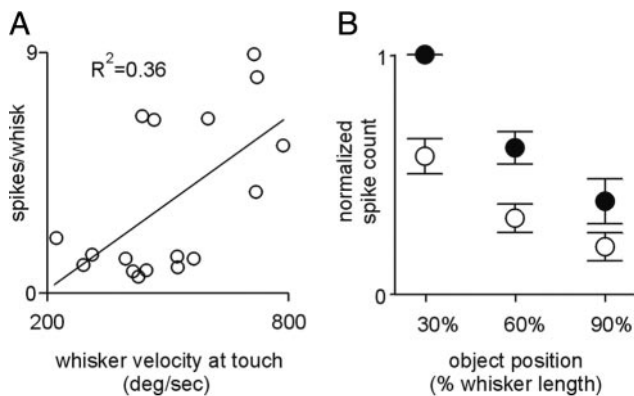 A
R²=0.36
9
spikes/whisk
0
200
800
whisker velocity at touch
(deg/sec)
B
1
normalized
spike count
1
30%
60%
90%
object position
(% whisker length)